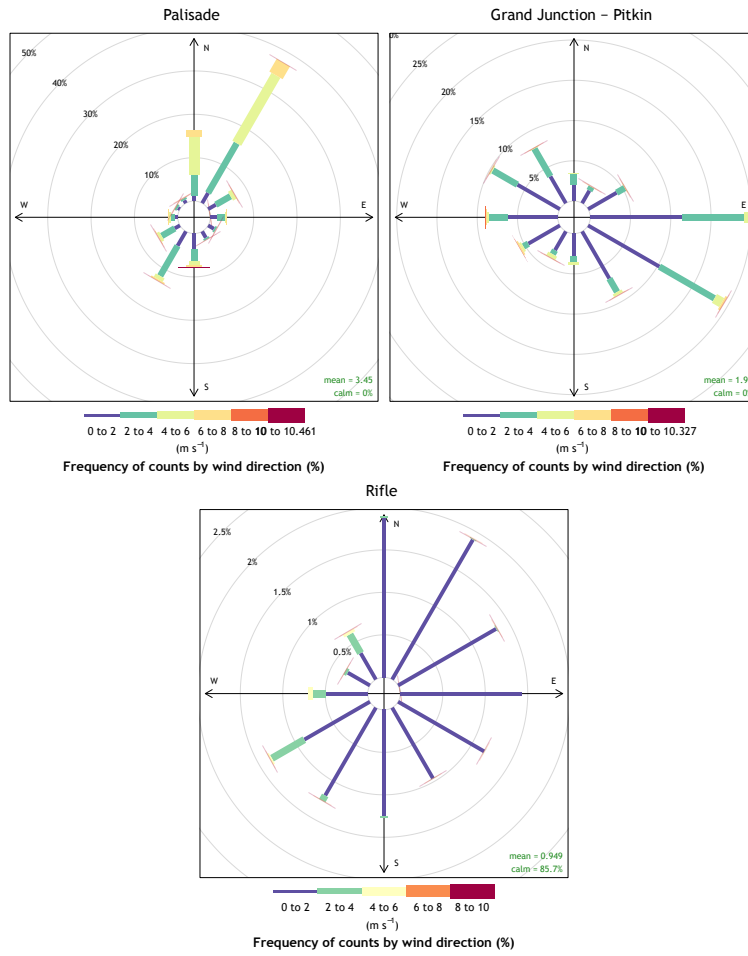 Palisade
50%
40%
30%
20%
10%
N
W
E
S
mean = 3.45
calm = 0%
0 to 2 2 to 4 4 to 6 6 to 8 8 to 10 to 10.461
(m s⁻¹)
Frequency of counts by wind direction (%)
Grand Junction − Pitkin
0%
25%
20%
15%
10%
5%
N
W
E
S
mean = 1.9
calm = 0%
0 to 2 2 to 4 4 to 6 6 to 8 8 to 10 to 10.327
(m s⁻¹)
Frequency of counts by wind direction (%)
Rifle
2.5%
2%
1.5%
1%
0.5%
N
W
E
S
mean = 0.949
calm = 85.7%
0 to 2 2 to 4 4 to 6 6 to 8 8 to 10
(m s⁻¹)
Frequency of counts by wind direction (%)